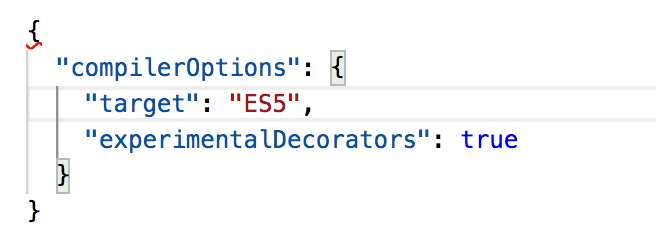 {
"compilerOptions": {
"target": "ES5",
"experimentalDecorators": true
}
}